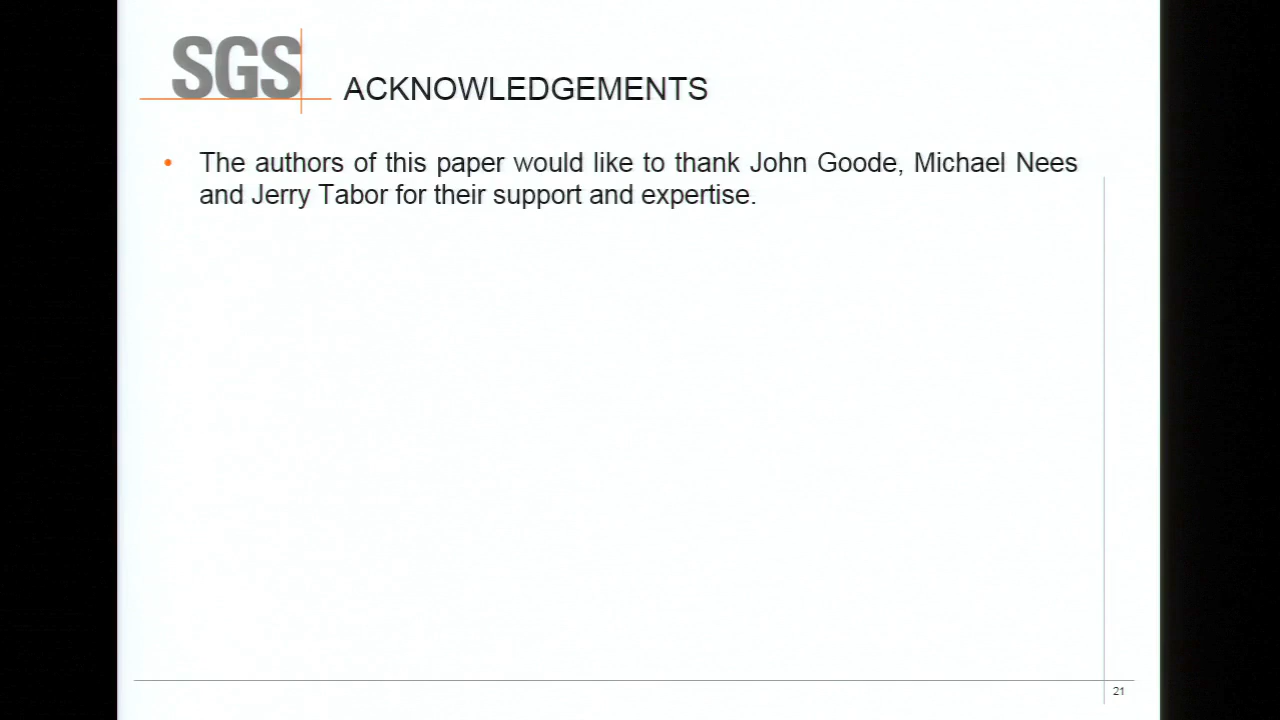 SGS
ACKNOWLEDGEMENTS
• The authors of this paper would like to thank John Goode, Michael Nees
and Jerry Tabor for their support and expertise.
21